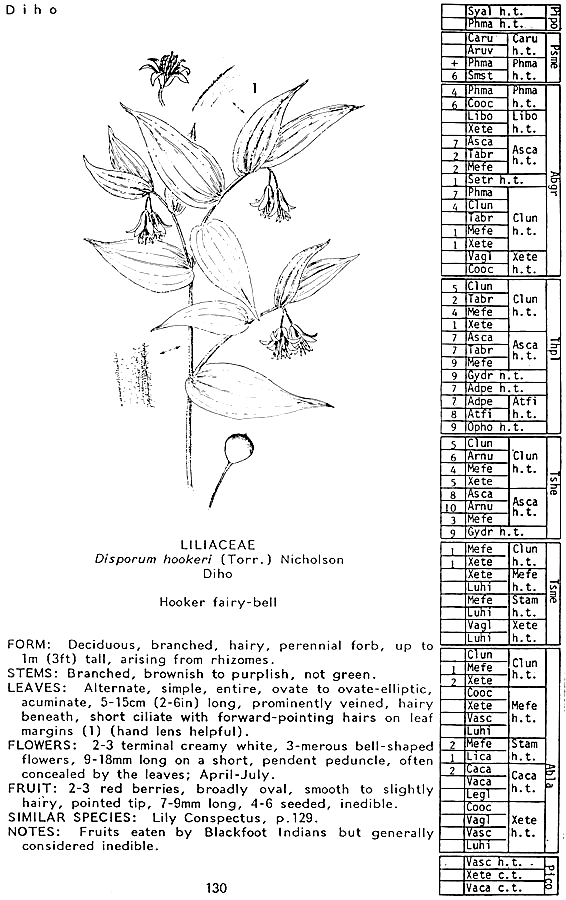 Diho
1
LILIACEAE
Disporum hookeri (Torr.) Nicholson
Diho
Hooker fairy-bell
FORM: Deciduous, branched, hairy, perennial forb, up to
1m (3ft) tall, arising from rhizomes.
STEMS: Branched, brownish to purplish, not green.
LEAVES: Alternate, simple, entire, ovate to ovate-elliptic,
acuminate, 5-15cm (2-6in) long, prominently veined, hairy
beneath, short ciliate with forward-pointing hairs on leaf
margins (1) (hand lens helpful).
FLOWERS: 2-3 terminal creamy white, 3-merous bell-shaped
flowers, 9-18mm long on a short, pendent peduncle, often
concealed by the leaves; April-July.
FRUIT: 2-3 red berries, broadly oval, smooth to slightly
hairy, pointed tip, 7-9mm long, 4-6 seeded, inedible.
SIMILAR SPECIES: Lily Conspectus, p.129.
NOTES: Fruits eaten by Blackfoot Indians but generally
considered inedible.
130
Syal h.t.
Phma h.t.
Pipo
Caru Caru
Aruv h.t.
+ Phma Phma
6 Smst h.t.
Psme
4 Phma Phma
6 Cooc h.t.
Libo Libo
Xete h.t.
7 Asca
2 Tabr
2 Mefe
Asca
h.t.
1 Setr h.t.
7 Phma
4 Clun
Tabr
1 Mefe
1 Xete
Clun
h.t.
Vagl Xete
Cooc h.t.
Abgr
5 Clun
2 Tabr
4 Mefe
1 Xete
Clun
h.t.
7 Asca
7 Tabr
9 Mefe
Asca
h.t.
9 Gydr h.t.
7 Adpe h.t.
7 Adpe Atfi
8 Atfi h.t.
9 Opho h.t.
Thpl
5 Clun
6 Arnu
4 Mefe
5 Xete
Clun
h.t.
8 Asca
10 Arnu
3 Mefe
Asca
h.t.
9 Gydr h.t.
Tshe
1 Mefe Clun
1 Xete h.t.
Xete Mefe
Luhi h.t.
Mefe Stam
Luhi h.t.
Vagl Xete
Luhi h.t.
Tsme
Clun
1 Mefe
2 Xete
Clun
h.t.
Cooc
Xete
Vasc
Luhi
Mefe
h.t.
2 Mefe Stam
1 Lica h.t.
2 Caca
Vaca
Legl
Caca
h.t.
Cooc
Vagl
Vasc
Luhi
Xete
h.t.
Abla
Vasc h.t.
Xete c.t.
Vaca c.t.
Pico